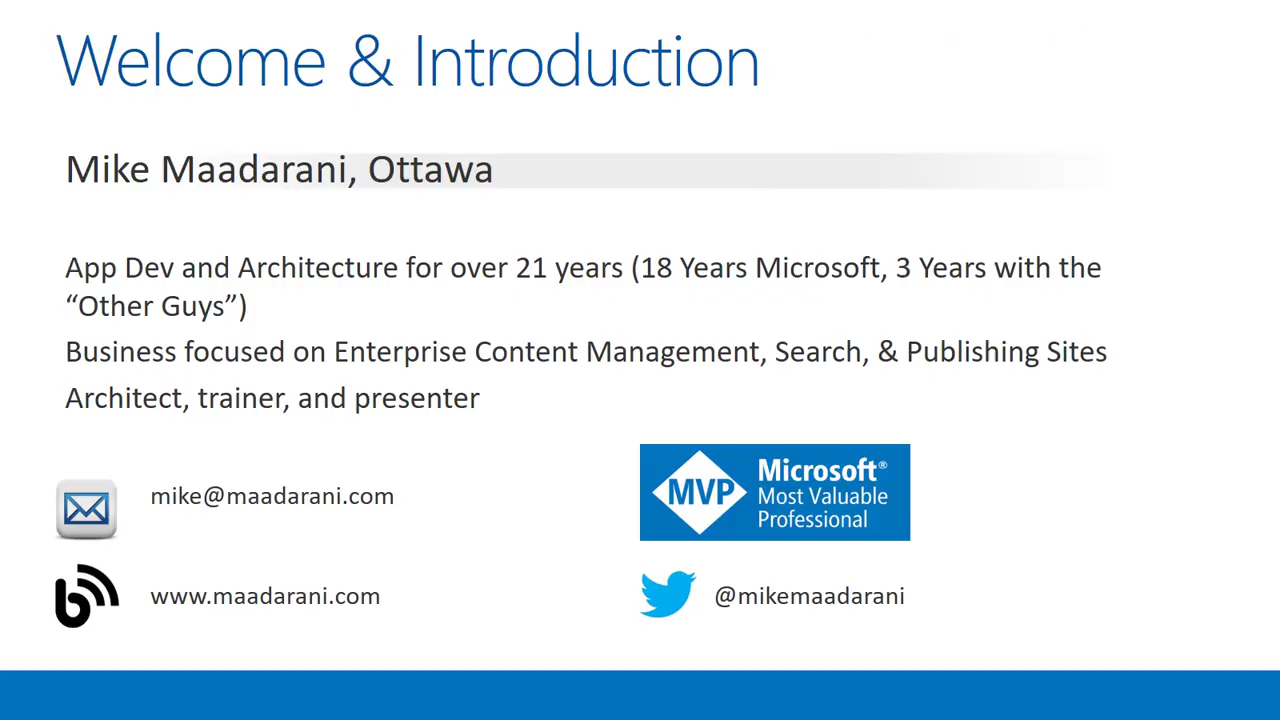 Welcome & Introduction
Mike Maadarani, Ottawa
App Dev and Architecture for over 21 years (18 Years Microsoft, 3 Years with the
“Other Guys”)
Business focused on Enterprise Content Management, Search, & Publishing Sites
Architect, trainer, and presenter
mike@maadarani.com
MVP
Microsoft®
Most Valuable
Professional
www.maadarani.com
@mikemaadarani